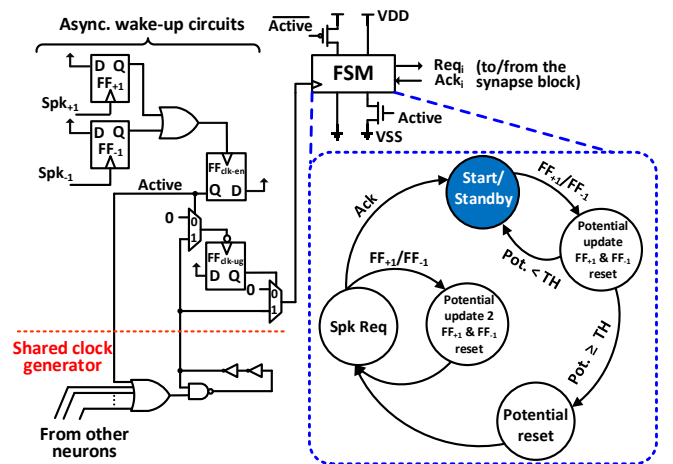 Async. wake-up circuits
Active
VDD
D Q
FF+1
Spk+1
FSM
Reqi
Acki
(to/from the
synapse block)
D Q
FF-1
Spk-1
Active
VSS
FFclk-en
Q D
Active
0
0
1
FFclk-ug
D Q
0
0
1
Shared clock
generator
From other
neurons
Start/
Standby
FF+1/FF-1
Ack
Potential
update
FF+1 & FF-1
reset
Pot. < TH
FF+1/FF-1
Spk Req
Potential
update 2
FF+1 & FF-1
reset
Pot. ≥ TH
Potential
reset